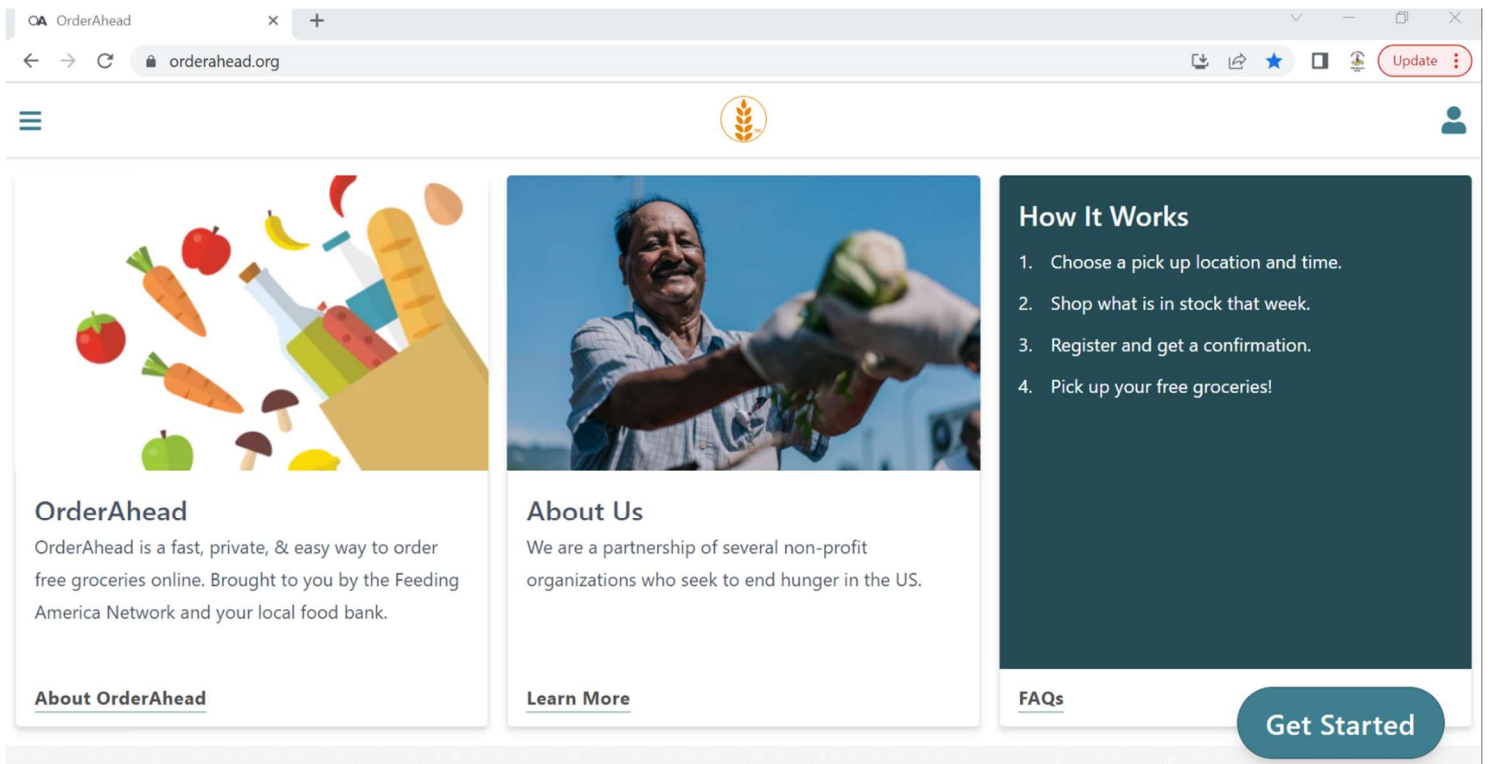 OA OrderAhead
orderahead.org
Update
OrderAhead
OrderAhead is a fast, private, & easy way to order
free groceries online. Brought to you by the Feeding
America Network and your local food bank.
About OrderAhead
About Us
We are a partnership of several non-profit
organizations who seek to end hunger in the US.
Learn More
How It Works
1. Choose a pick up location and time.
2. Shop what is in stock that week.
3. Register and get a confirmation.
4. Pick up your free groceries!
FAQs
Get Started